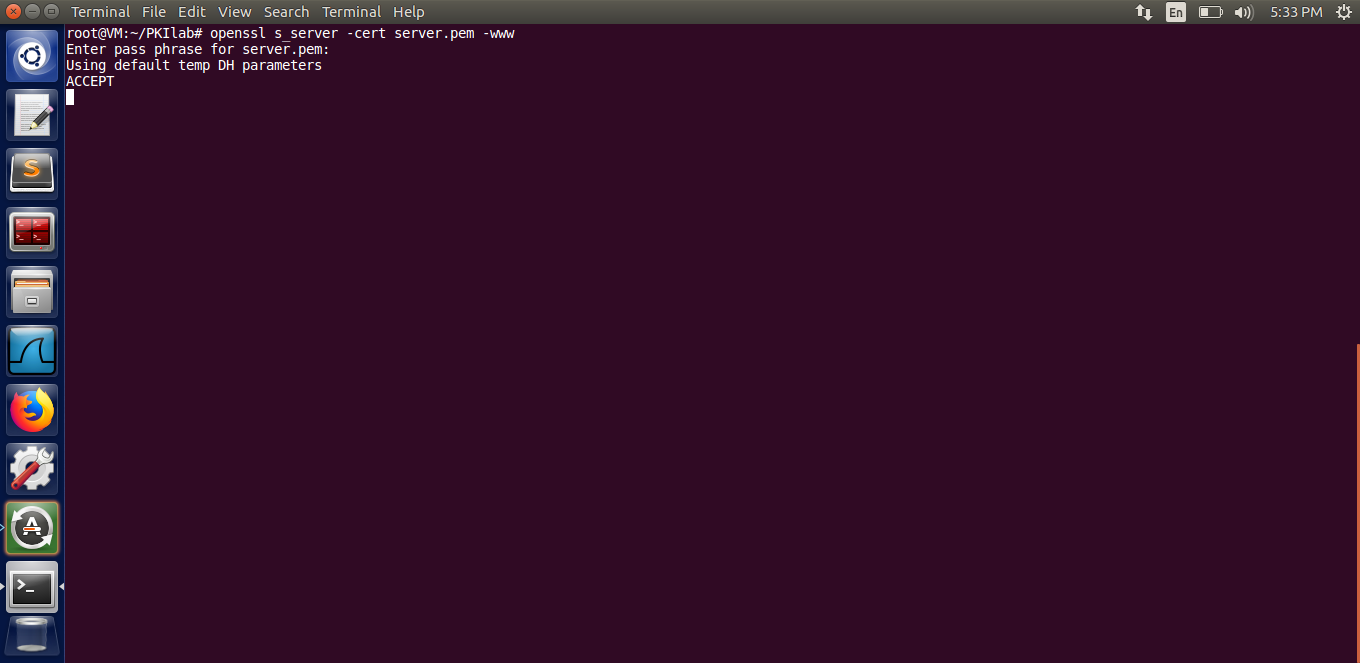 Terminal File Edit View Search Terminal Help En 5:33 PM
root@VM:~/PKIlab# openssl s_server -cert server.pem -www
Enter pass phrase for server.pem:
Using default temp DH parameters
ACCEPT